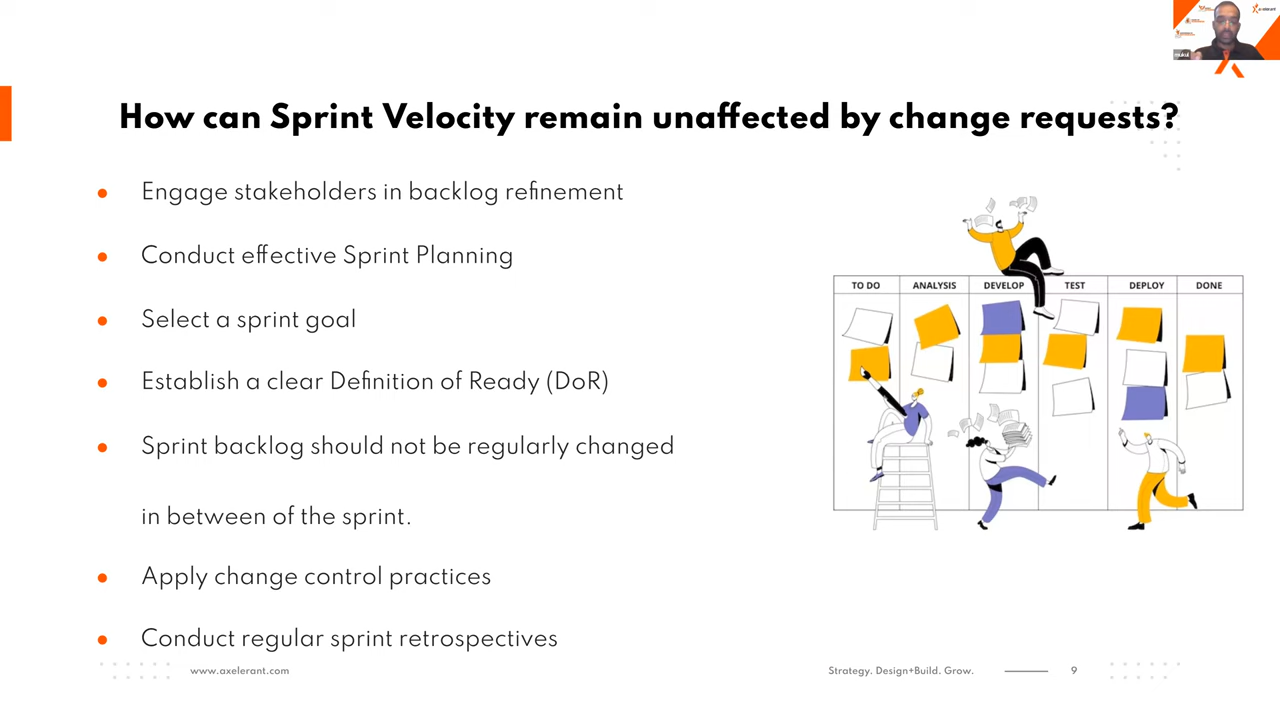 How can Sprint Velocity remain unaffected by change requests?
Engage stakeholders in backlog refinement
Conduct effective Sprint Planning
Select a sprint goal
Establish a clear Definition of Ready (DoR)
Sprint backlog should not be regularly changed
in between of the sprint.
Apply change control practices
Conduct regular sprint retrospectives
TO DO
ANALYSIS
DEVELOP
TEST
DEPLOY
DONE
www.axelerant.com
Strategy. Design+Build. Grow.
9